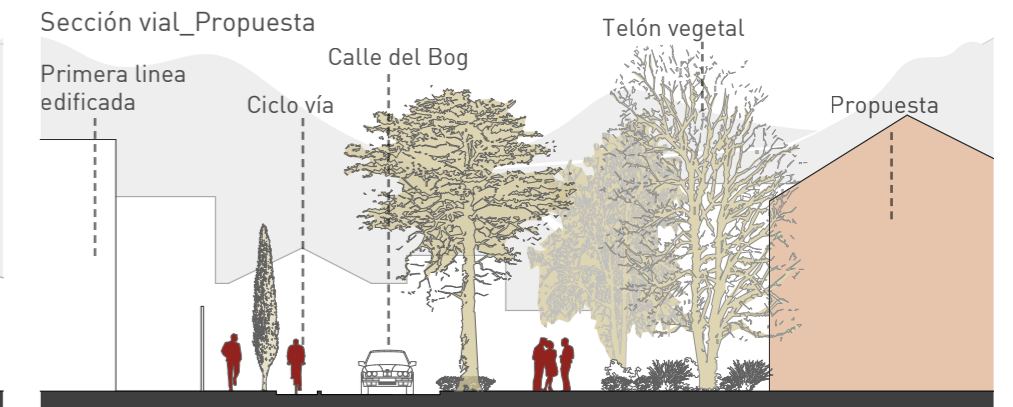 Sección vial_Propuesta
Telón vegetal
Calle del Bog
Primera linea
edificada
Ciclo vía
Propuesta